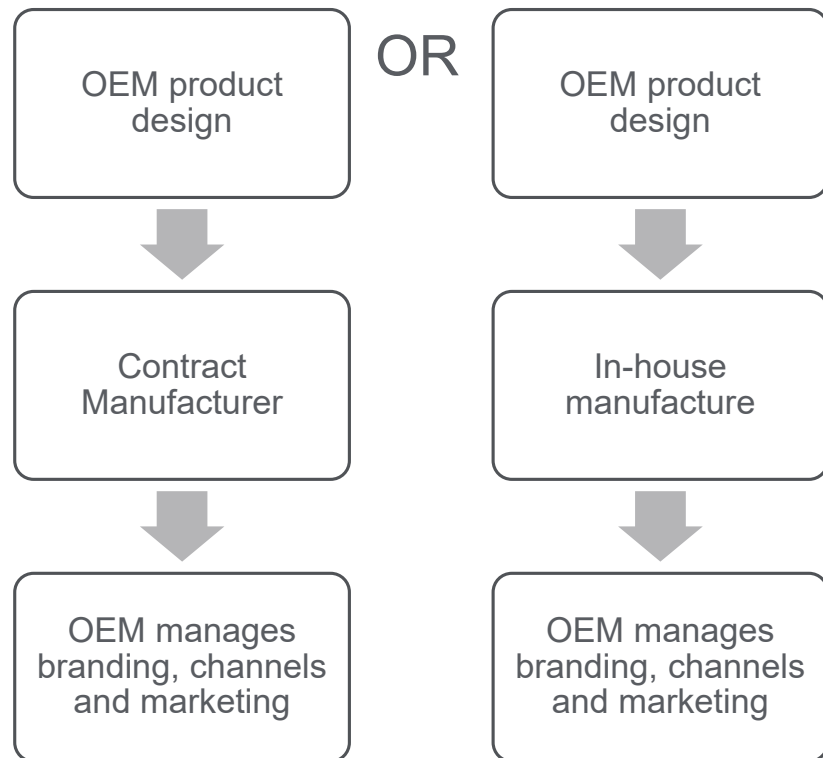 OEM product
design
OR
OEM product
design
Contract
Manufacturer
In-house
manufacture
OEM manages
branding, channels
and marketing
OEM manages
branding, channels
and marketing